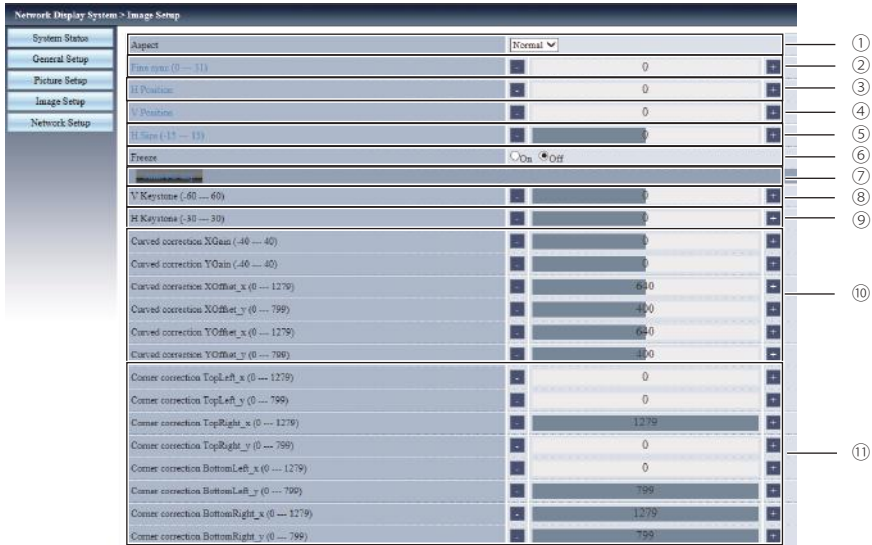 Network Display System > Image Setup
System Status
General Setup
Picture Setup
Image Setup
Network Setup
Aspect Normal ①
Fine sync (0 --- 31) - 0 + ②
H Position - 0 + ③
V Position - 0 + ④
H Size (-15 --- 15) - 0 + ⑤
Freeze On Off ⑥
⑦
V Keystone (-60 --- 60) - 0 + ⑧
H Keystone (-30 --- 30) - 0 + ⑨
Curved correction XGain (-40 --- 40) - 0 +
Curved correction YGain (-40 --- 40) - 0 +
Curved correction XOffset_x (0 --- 1279) - 640 +
⑩
Curved correction XOffset_y (0 --- 799) - 400 +
Curved correction YOffset_x (0 --- 1279) - 640 +
Curved correction YOffset_y (0 --- 799) - 400 +
Corner correction TopLeft_x (0 --- 1279) - 0 +
Corner correction TopLeft_y (0 --- 799) - 0 +
Corner correction TopRight_x (0 --- 1279) - 1279 +
Corner correction TopRight_y (0 --- 799) - 0 +
⑪
Corner correction BottomLeft_x (0 --- 1279) - 0 +
Corner correction BottomLeft_y (0 --- 799) - 799 +
Corner correction BottomRight_x (0 --- 1279) - 1279 +
Corner correction BottomRight_y (0 --- 799) - 799 +